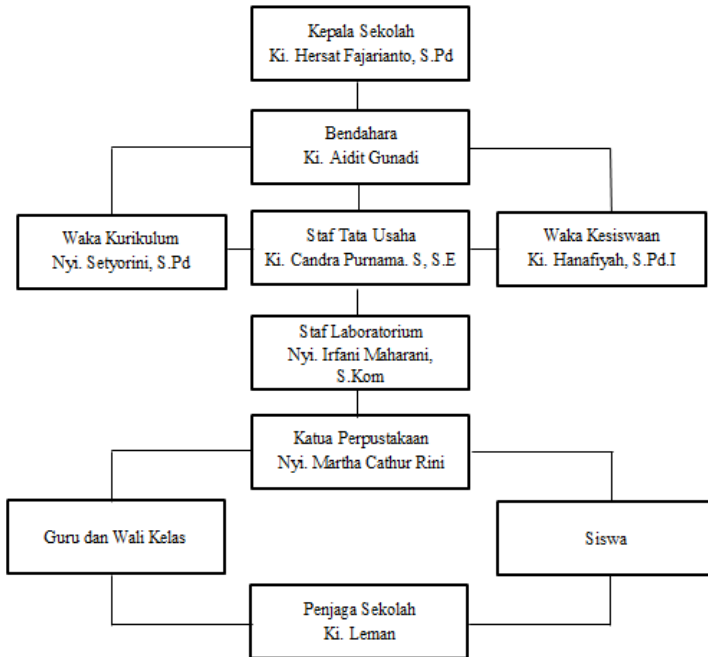 Kepala Sekolah
Ki. Hersat Fajarianto, S.Pd
Bendahara
Ki. Aidit Gunadi
Waka Kurikulum
Nyi. Setyorini, S.Pd
Staf Tata Usaha
Ki. Candra Purnama. S, S.E
Waka Kesiswaan
Ki. Hanafiyah, S.Pd.I
Staf Laboratorium
Nyi. Irfani Maharani,
S.Kom
Katua Perpustakaan
Nyi. Martha Cathur Rini
Guru dan Wali Kelas
Siswa
Penjaga Sekolah
Ki. Leman